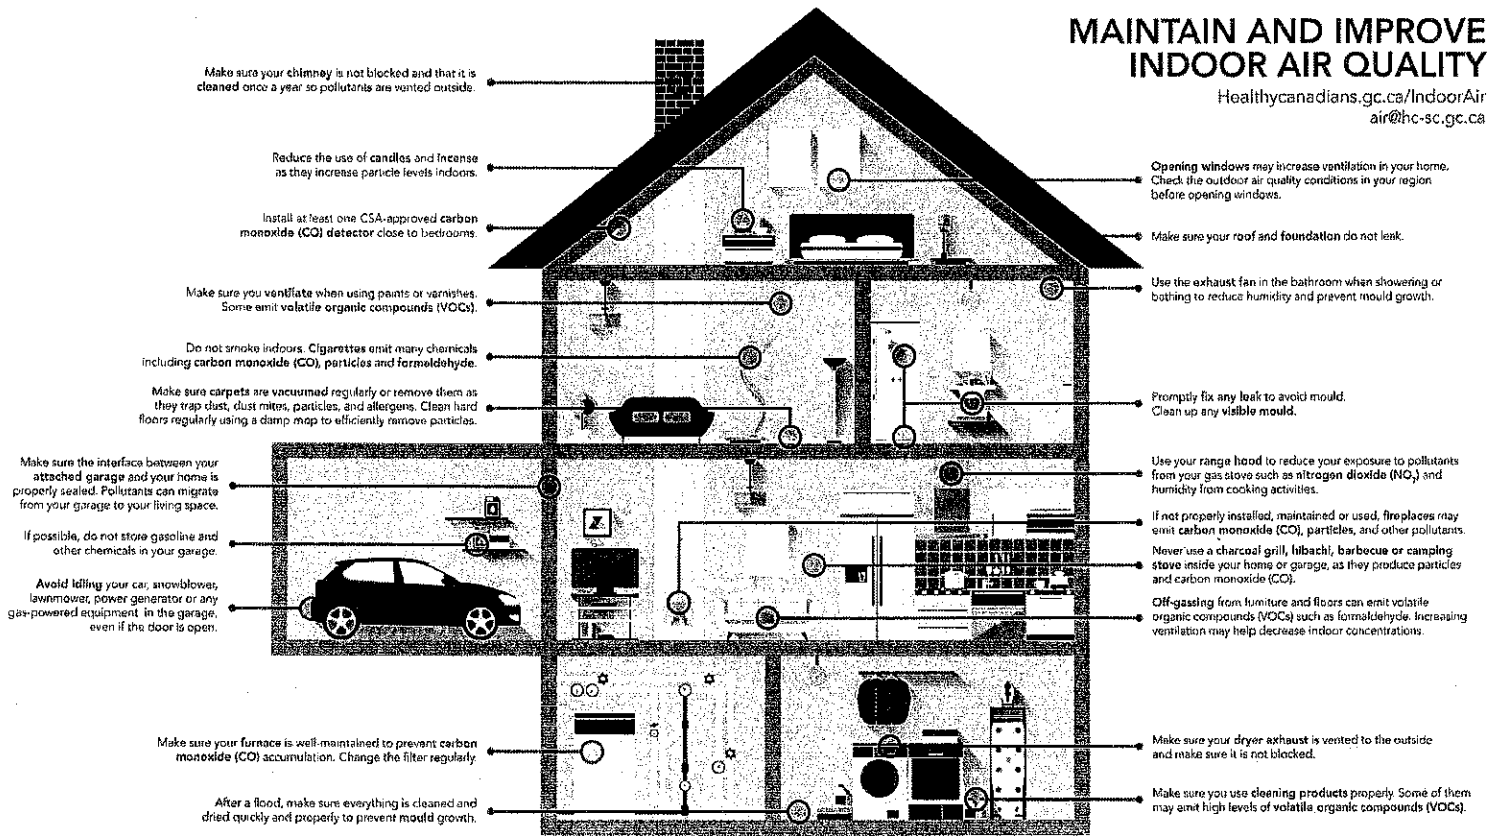 MAINTAIN AND IMPROVE
INDOOR AIR QUALITY
Healthycanadians.gc.ca/IndoorAir
air@hc-sc.gc.ca
Make sure your chimney is not blocked and that it is
cleaned once a year so pollutants are vented outside.
Reduce the use of candles and incense
as they increase particle levels indoors.
Install at least one CSA-approved carbon
monoxide (CO) detector close to bedrooms.
Make sure you ventilate when using paints or varnishes.
Some emit volatile organic compounds (VOCs).
Do not smoke indoors. Cigarettes emit many chemicals
including carbon monoxide (CO), particles and formaldehyde.
Make sure carpets are vacuumed regularly or remove them as
they trap dust, dust mites, particles, and allergens. Clean hard
floors regularly using a damp mop to efficiently remove particles.
Make sure the interface between your
attached garage and your home is
properly sealed. Pollutants can migrate
from your garage to your living space.
If possible, do not store gasoline and
other chemicals in your garage.
Avoid idling your car, snowblower,
lawnmower, power generator or any
gas-powered equipment in the garage,
even if the door is open.
Make sure your furnace is well-maintained to prevent carbon
monoxide (CO) accumulation. Change the filter regularly.
After a flood, make sure everything is cleaned and
dried quickly and properly to prevent mould growth.
Opening windows may increase ventilation in your home.
Check the outdoor air quality conditions in your region
before opening windows.
Make sure your roof and foundation do not leak.
Use the exhaust fan in the bathroom when showering or
bathing to reduce humidity and prevent mould growth.
Promptly fix any leak to avoid mould.
Clean up any visible mould.
Use your range hood to reduce your exposure to pollutants
from your gas stove such as nitrogen dioxide (NO₂) and
humidity from cooking activities.
If not properly installed, maintained or used, fireplaces may
emit carbon monoxide (CO), particles, and other pollutants.
Never use a charcoal grill, hibachi, barbecue or camping
stove inside your home or garage, as they produce particles
and carbon monoxide (CO).
Off-gassing from furniture and floors can emit volatile
organic compounds (VOCs) such as formaldehyde. Increasing
ventilation may help decrease indoor concentrations.
Make sure your dryer exhaust is vented to the outside
and make sure it is not blocked.
Make sure you use cleaning products properly. Some of them
may emit high levels of volatile organic compounds (VOCs).